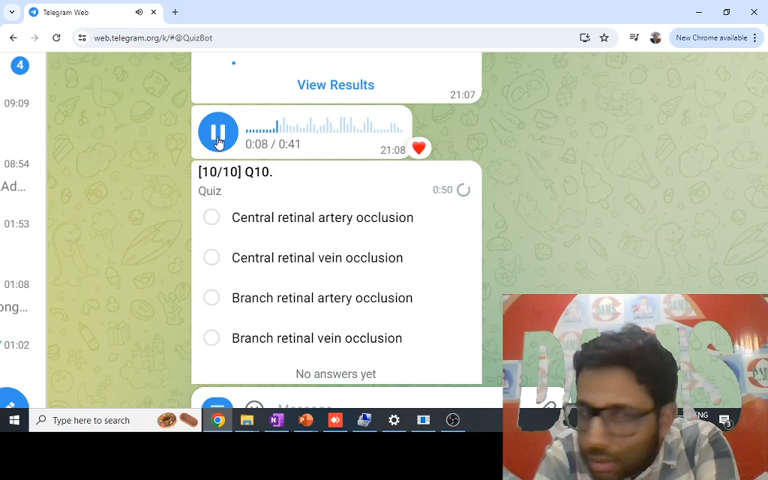 Telegram Web
web.telegram.org/k/#@QuizBot
New Chrome available
4
09:09
08:54
Ad...
01:53
01:08
ong...
01:02
View Results
21:07
0:08 / 0:41
21:08
[10/10] Q10.
Quiz
0:50
Central retinal artery occlusion
Central retinal vein occlusion
Branch retinal artery occlusion
Branch retinal vein occlusion
No answers yet
Type here to search
ENG
3